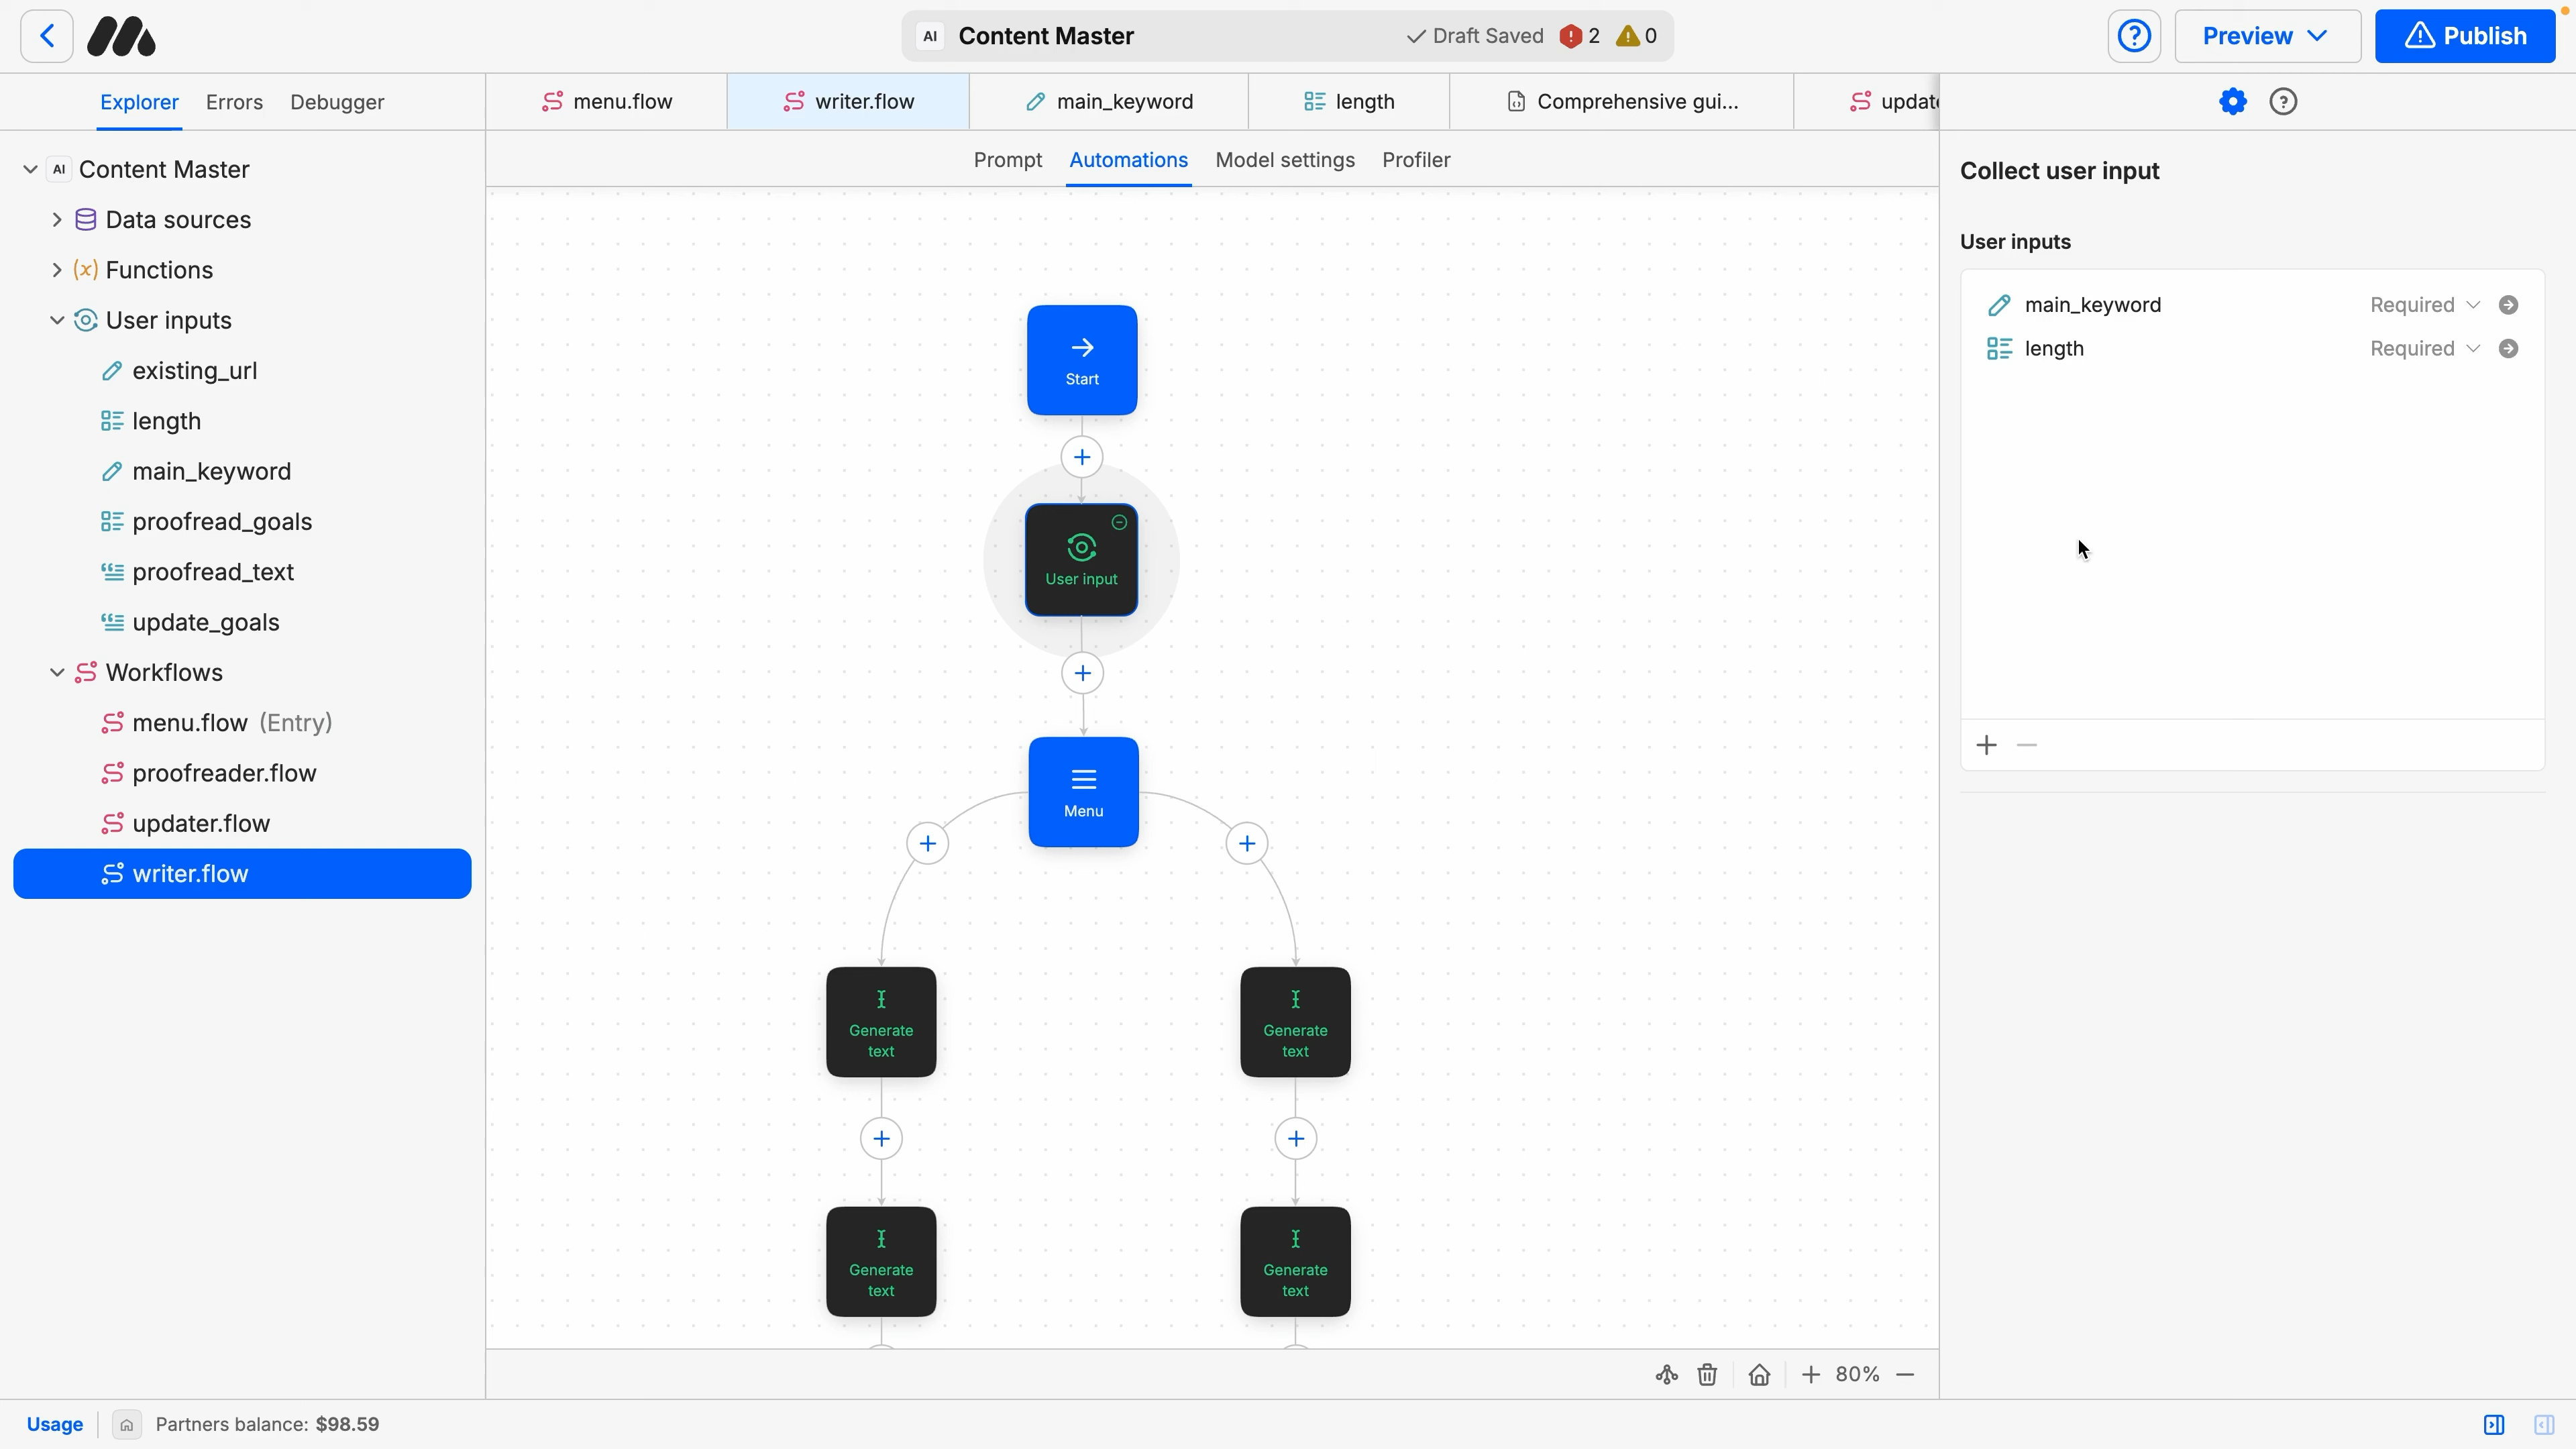 AI Content Master Draft Saved 2 0 Preview Publish
Explorer Errors Debugger
menu.flow writer.flow main_keyword length Comprehensive gui... update
Prompt Automations Model settings Profiler
AI Content Master
Data sources
Functions
User inputs
existing_url
length
main_keyword
proofread_goals
proofread_text
update_goals
Workflows
menu.flow (Entry)
proofreader.flow
updater.flow
writer.flow
Start
User input
Menu
Generate
text
Generate
text
Generate
text
Generate
text
80%
Collect user input
User inputs
main_keyword Required
length Required
Usage Partners balance: $98.59